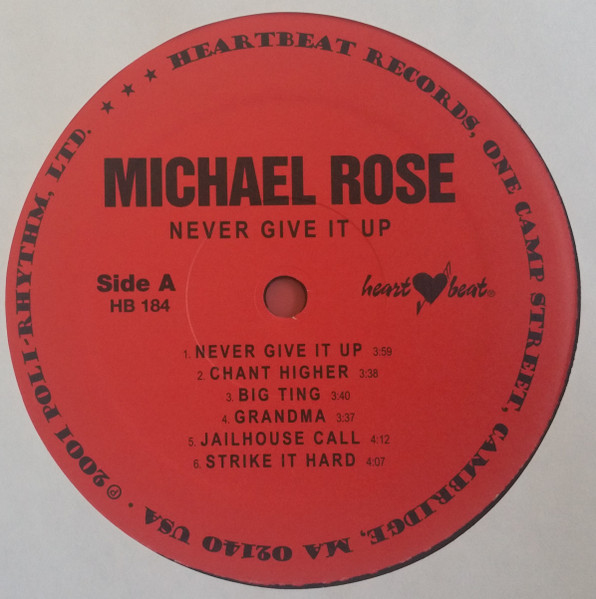 ★ ★ ★ HEARTBEAT RECORDS, ONE CAMP STREET, CAMBRIDGE, MA 02140 USA · ℗ 2001 POLI-RHYTHM, LTD.
MICHAEL ROSE
NEVER GIVE IT UP
Side A
HB 184
heart beat®
1. NEVER GIVE IT UP 3:59
2. CHANT HIGHER 3:38
3. BIG TING 3:40
4. GRANDMA 3:37
5. JAILHOUSE CALL 4:12
6. STRIKE IT HARD 4:07